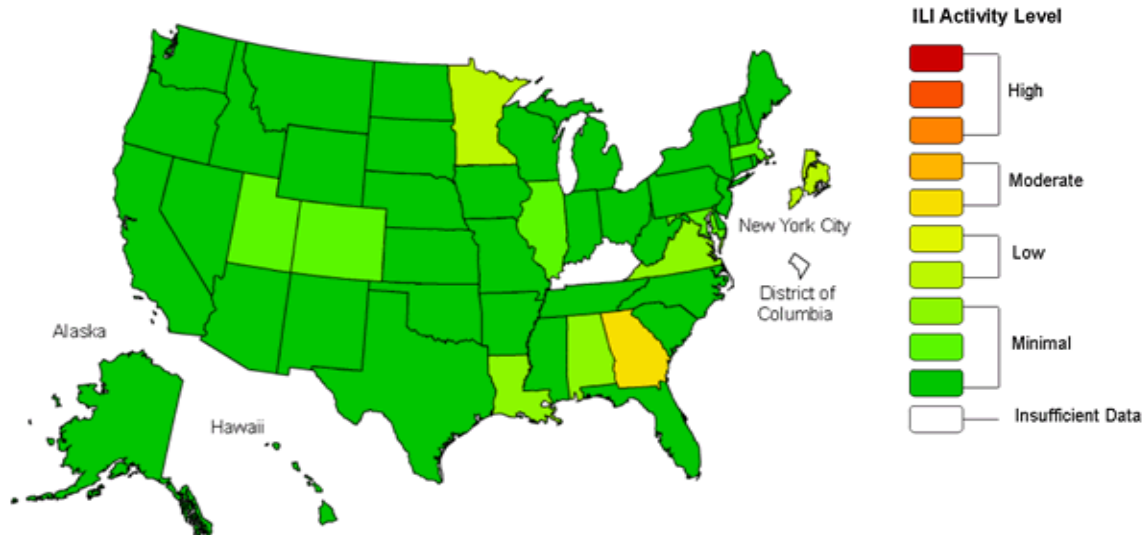 ILI Activity Level
High
Moderate
Low
Minimal
Insufficient Data
New York City
District of
Columbia
Alaska
Hawaii